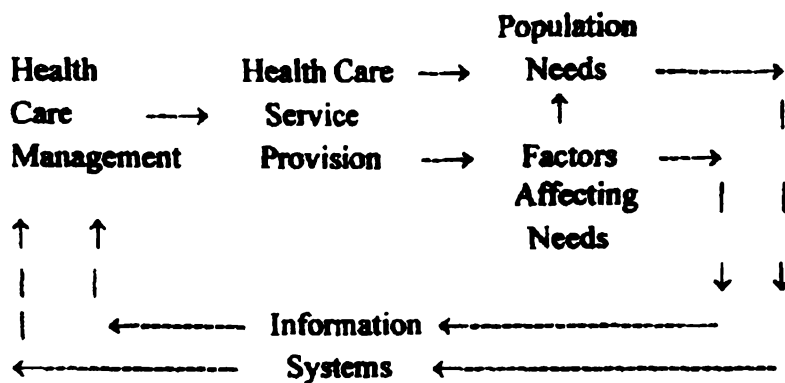 Population
Health Health Care → Needs →
Care → Service ↑
Management Provision → Factors →
Affecting
Needs
← Information ←
← Systems ←